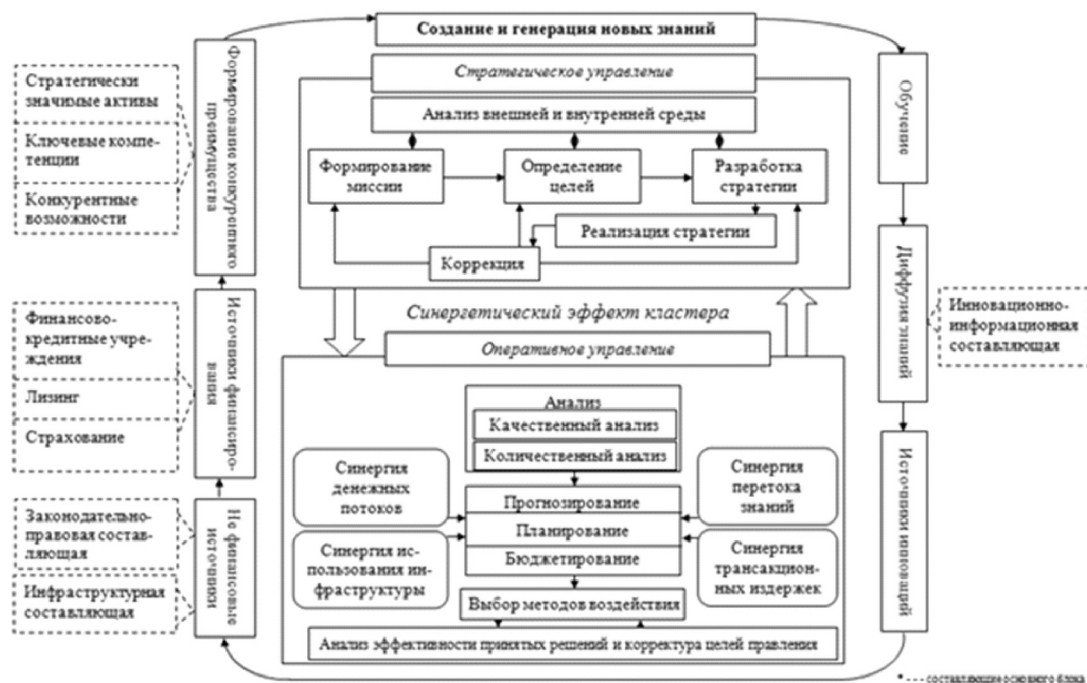 Создание и генерация новых знаний
Стратегическое управление
Анализ внешней и внутренней среды
Формирование
миссии
Определение
целей
Разработка
стратегии
Реализация стратегии
Коррекция
Синергетический эффект кластера
Оперативное управление
Анализ
Качественный анализ
Количественный анализ
Синергия
денежных
потоков
Синергия
перетока
знаний
Прогнозирование
Планирование
Бюджетирование
Синергия ис-
пользования ин-
фраструктуры
Синергия
трансакцион-
ных издержек
Выбор методов воздействия
Анализ эффективности принятых решений и корректура целей правления
Формирование конкурентного
преимущества
Стратегически
значимые активы
Ключевые компе-
тенции
Конкурентные
возможности
Источники финансиро-
вания
Финансово-
кредитные учре-
ждения
Лизинг
Страхование
Не финансовые
источники
Законодательно-
правовая состав-
ляющая
Инфраструктурная
составляющая
Обучение
Диффузия знаний
Инновационно-
информационная
составляющая
Источники инноваций
* - - - составляющие основного блока